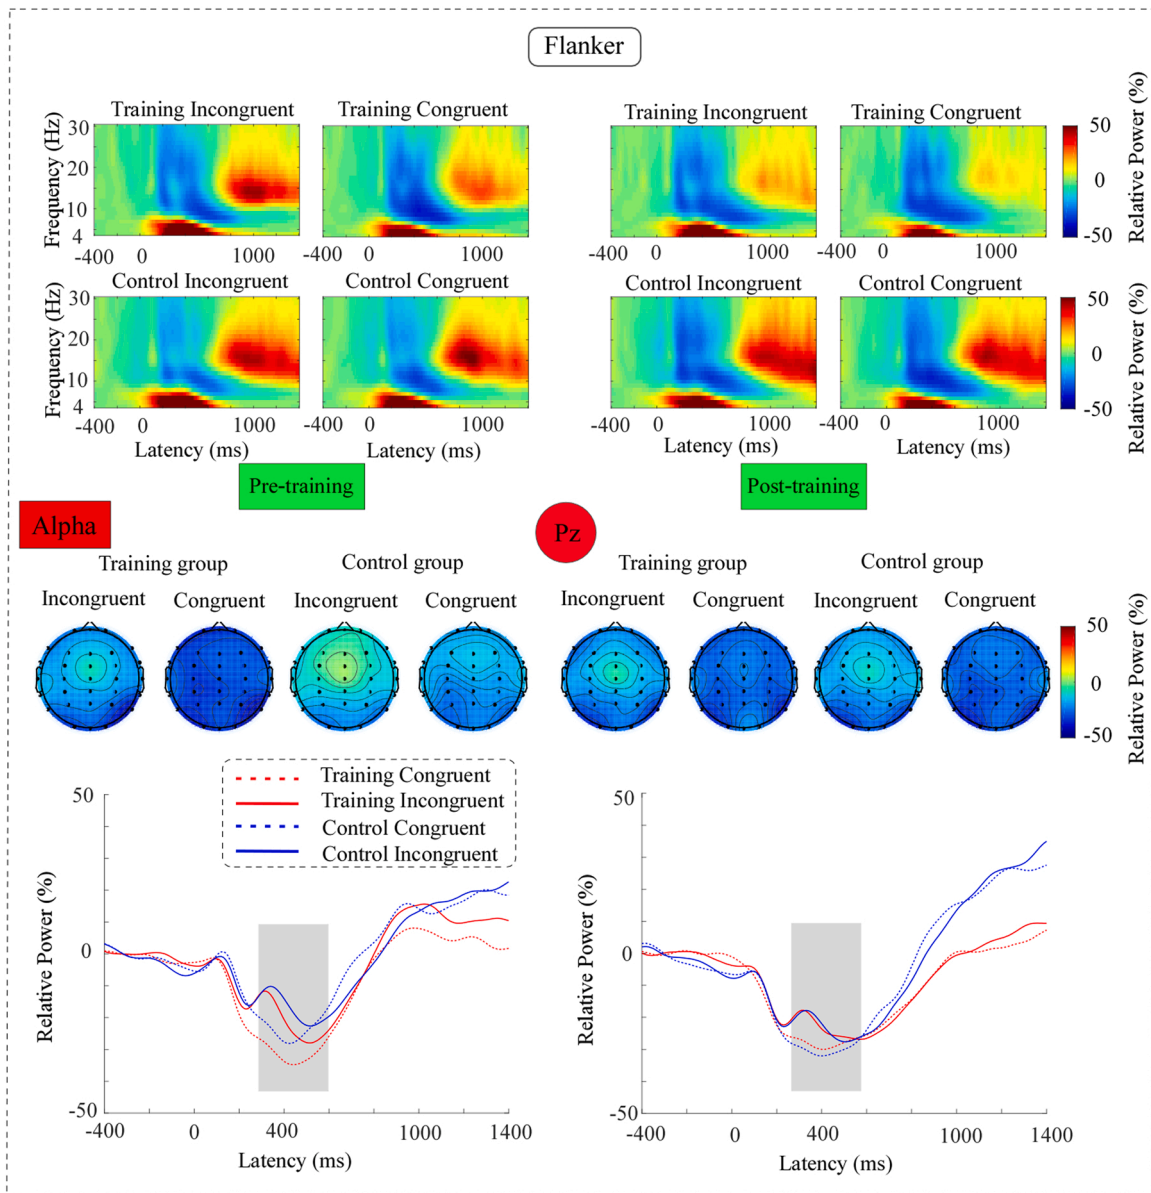 Flanker
Training Incongruent Training Congruent Training Incongruent Training Congruent
Frequency (Hz)
30
20
10
4
-400 0 1000 -400 0 1000 -400 0 1000 -400 0 1000
50
0
-50
Relative Power (%)
Control Incongruent Control Congruent Control Incongruent Control Congruent
Frequency (Hz)
30
20
10
4
-400 0 1000 -400 0 1000 -400 0 1000 -400 0 1000
50
0
-50
Relative Power (%)
Latency (ms) Latency (ms) Latency (ms) Latency (ms)
Pre-training Post-training
Alpha Pz
Training group Control group Training group Control group
Incongruent Congruent Incongruent Congruent Incongruent Congruent Incongruent Congruent
50
0
-50
Relative Power (%)
Training Congruent
Training Incongruent
Control Congruent
Control Incongruent
Relative Power (%)
50
0
-50
-400 0 400 1000 1400
Latency (ms)
Relative Power (%)
50
0
-50
-400 0 400 1000 1400
Latency (ms)